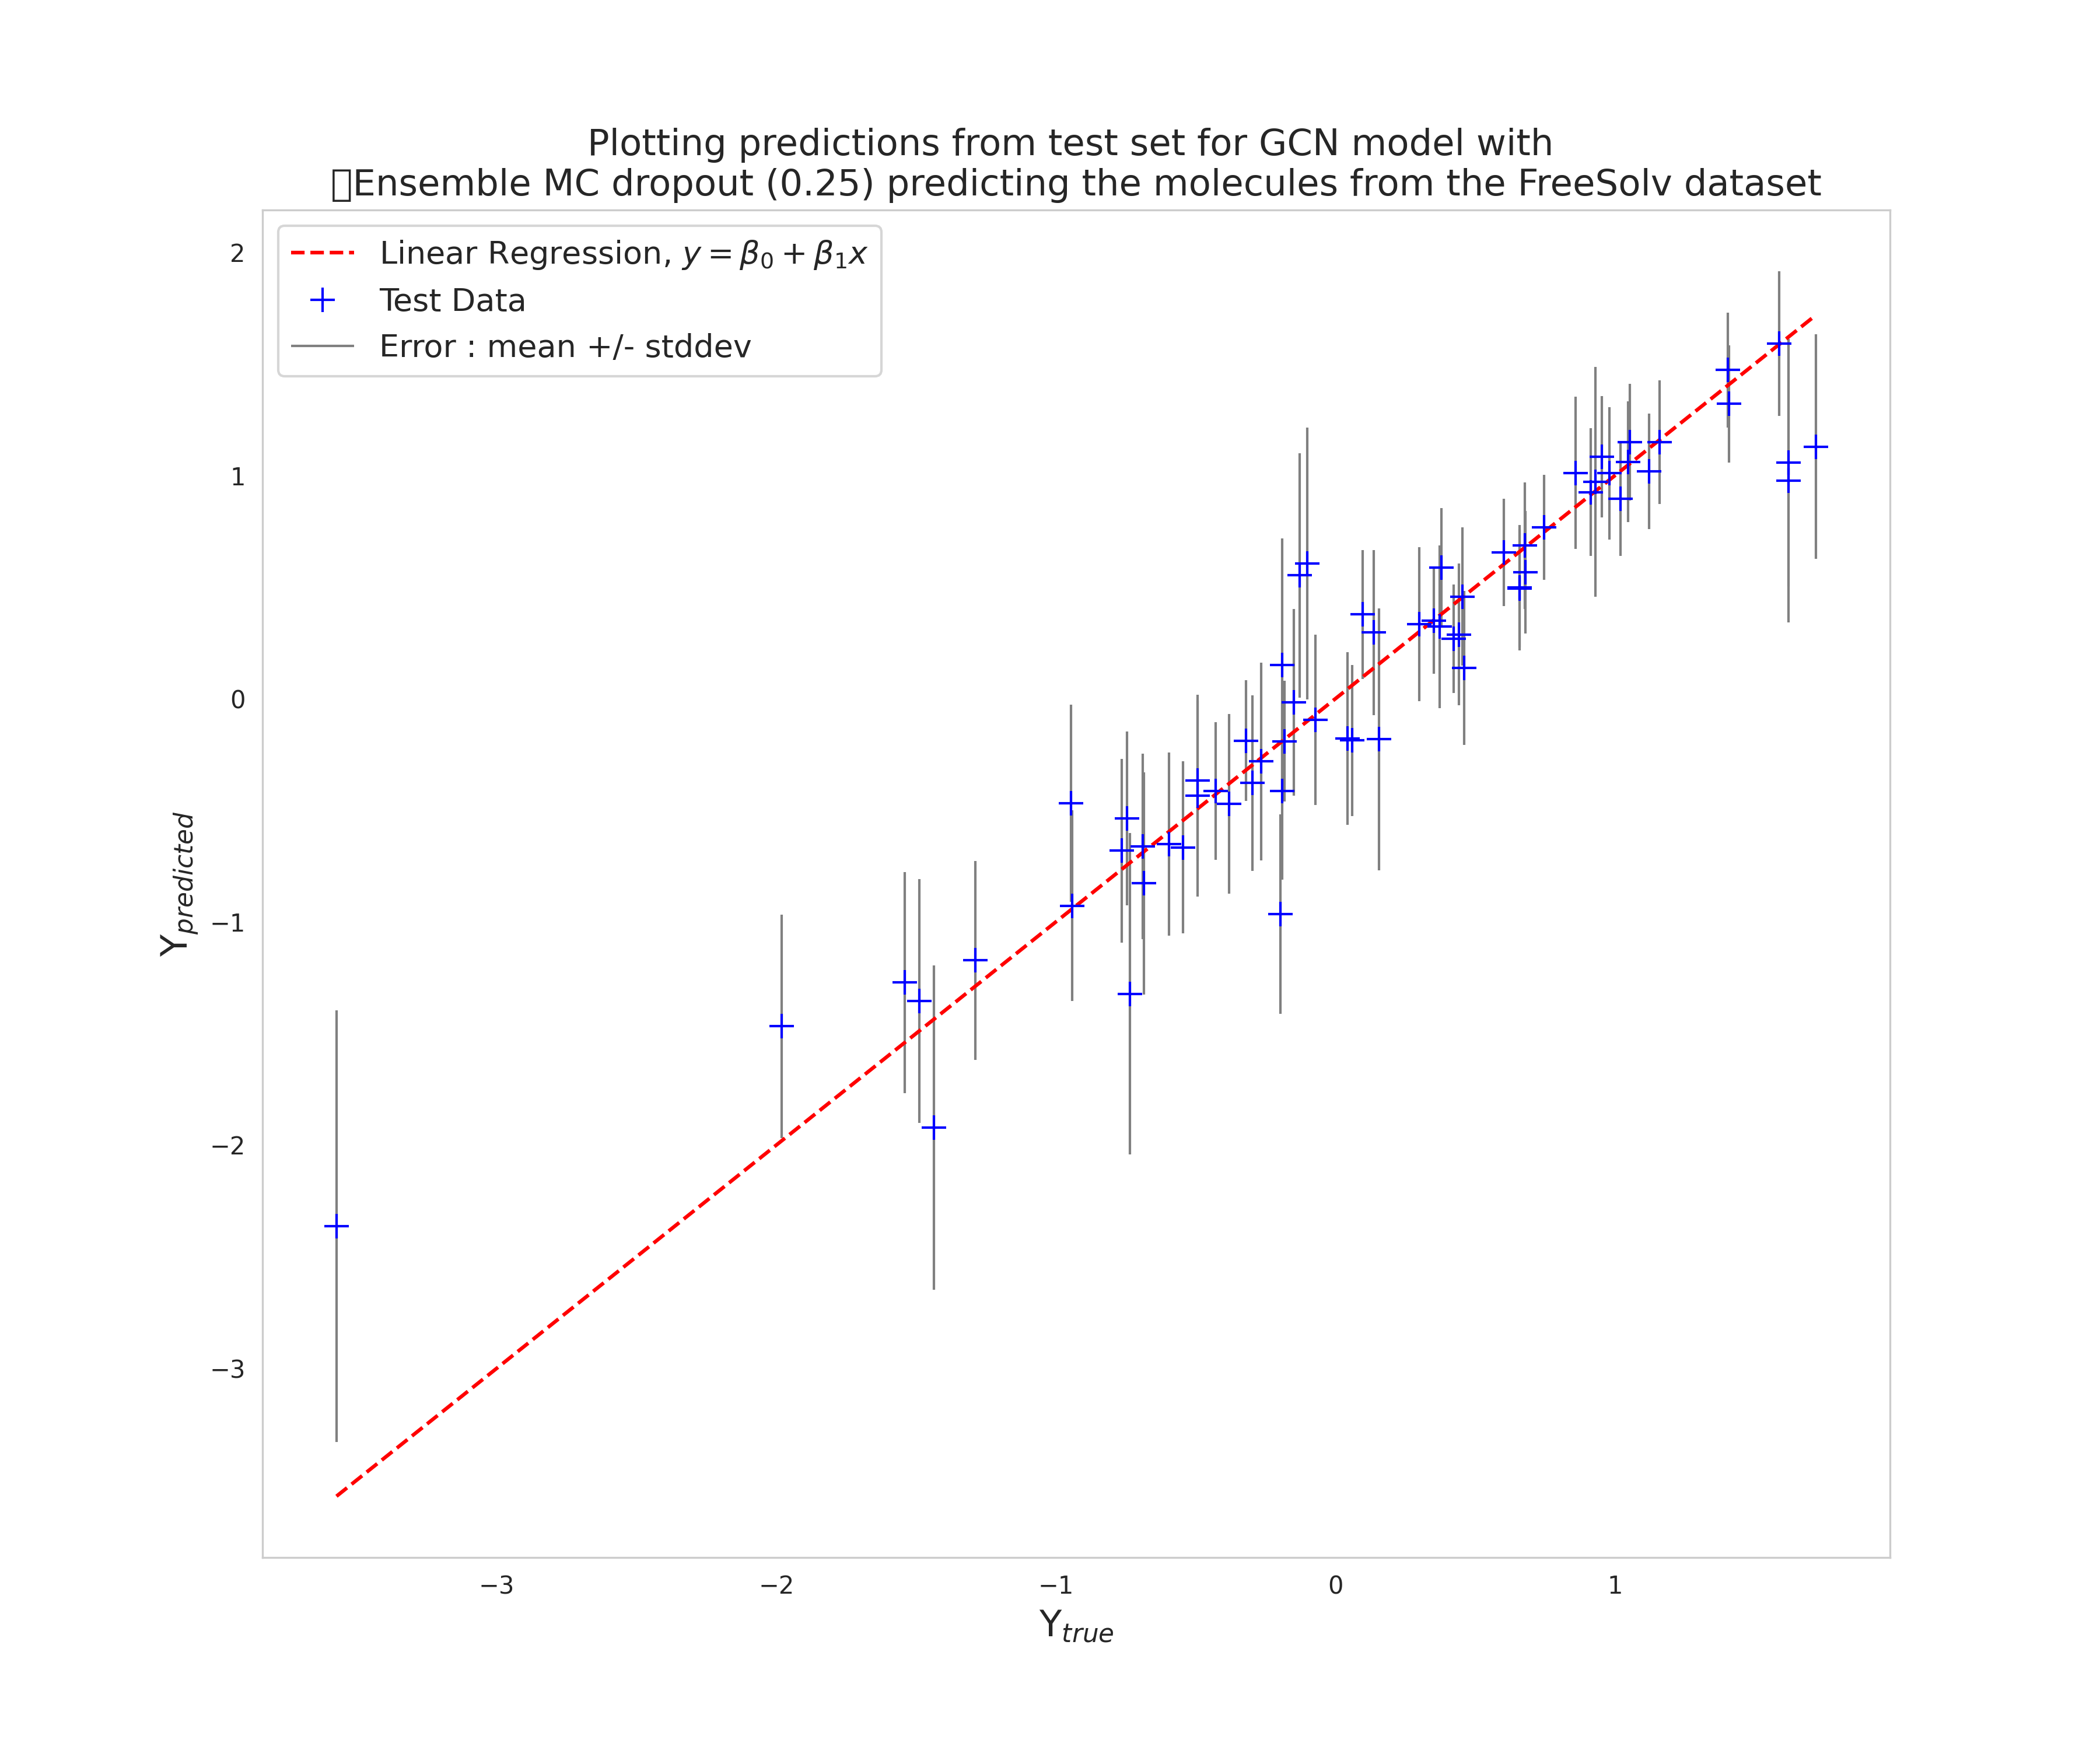 Plotting predictions from test set for GCN model with
▯Ensemble MC dropout (0.25) predicting the molecules from the FreeSolv dataset
Linear Regression, y = β₀ + β₁x
Test Data
Error : mean +/- stddev
2
1
0
−1
−2
−3
Y_predicted
−3
−2
−1
0
1
Y_true